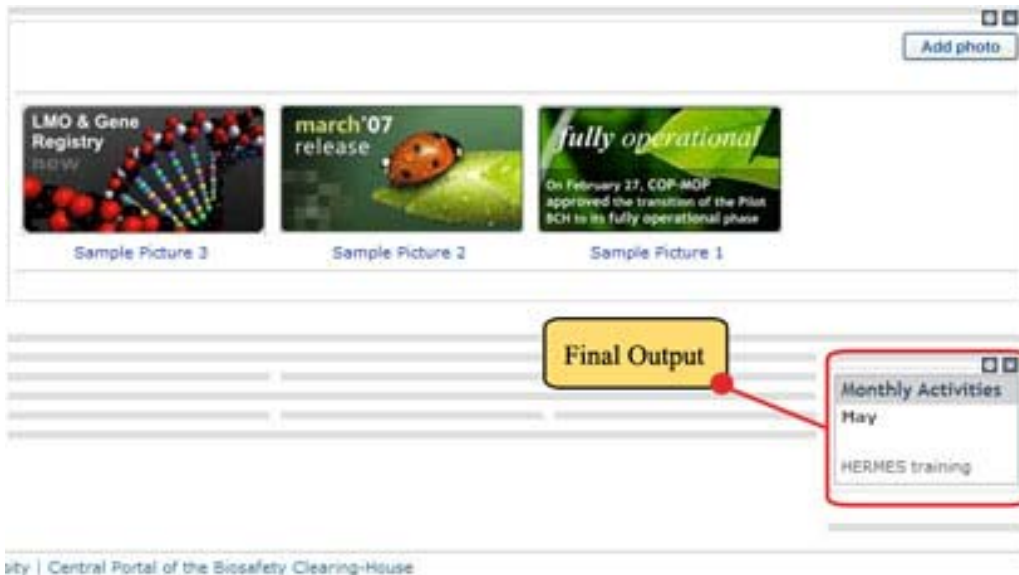 Add photo
LMO & Gene
Registry
now
march'07
release
fully operational
On February 27, COP-MOP
approved the transition of the Pilot
BCH to its fully operational phase
Sample Picture 3
Sample Picture 2
Sample Picture 1
Final Output
Monthly Activities
May
HERMES training
sity | Central Portal of the Biosafety Clearing-House